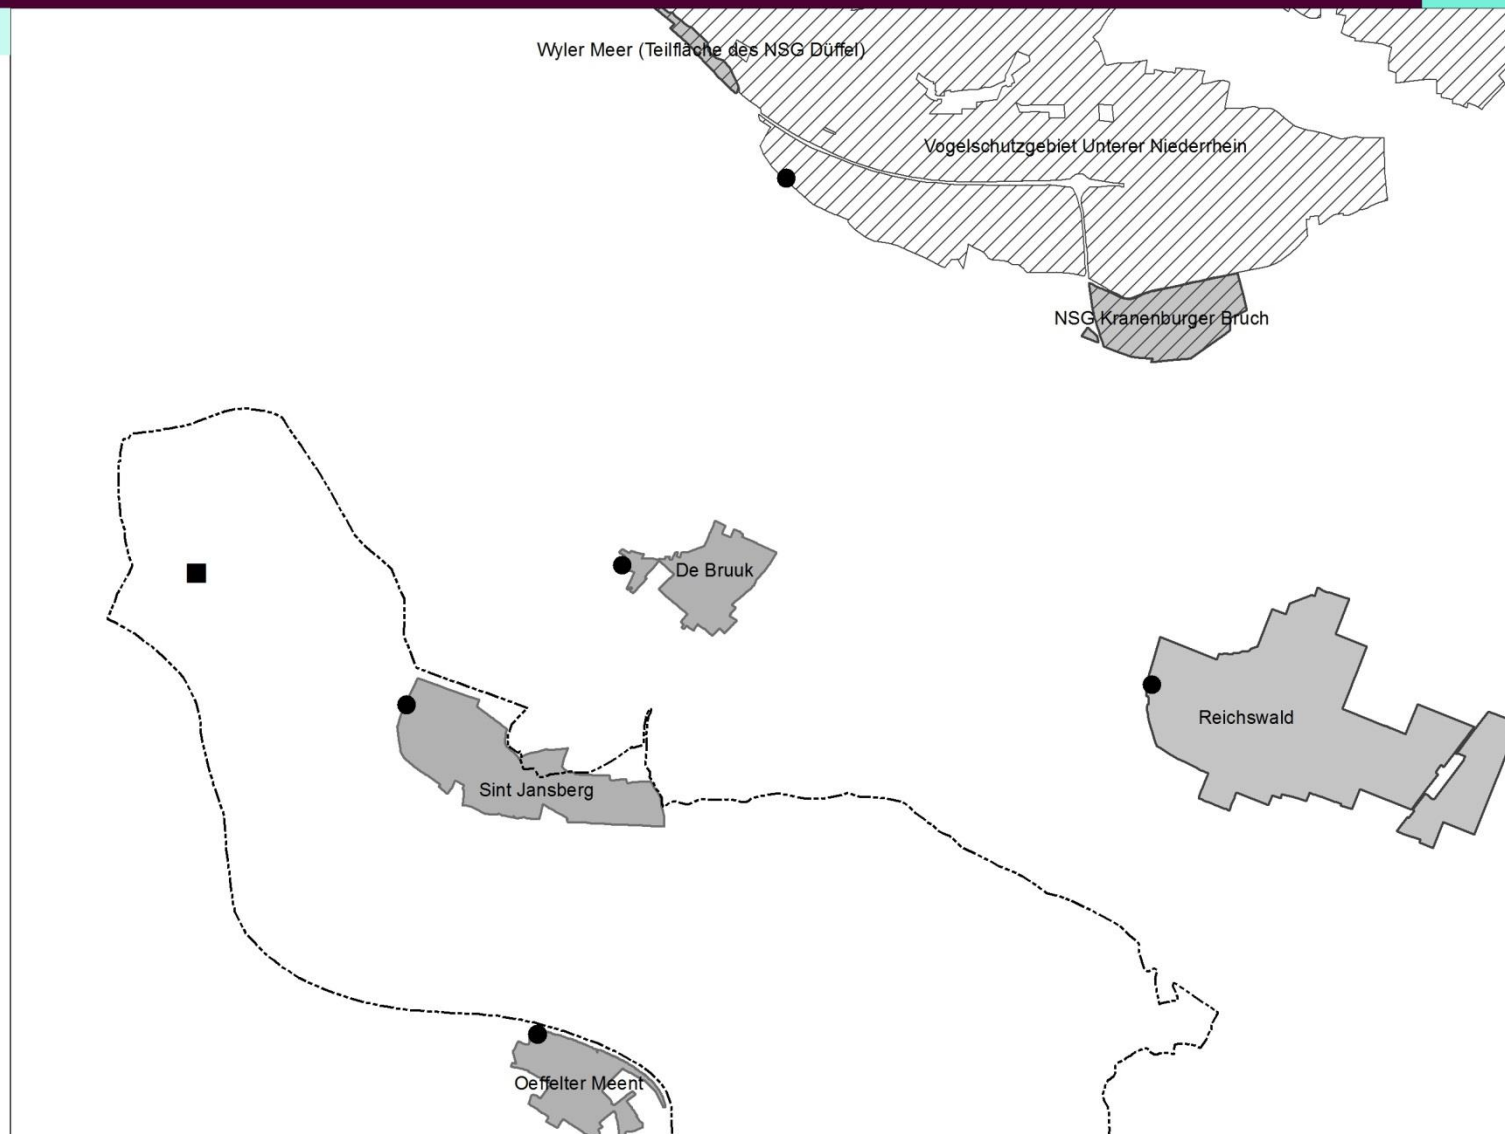 Wyler Meer (Teilfläche des NSG Düffel)
Vogelschutzgebiet Unterer Niederrhein
NSG Kranenburger Bruch
De Bruuk
Reichswald
Sint Jansberg
Oeffelter Meent